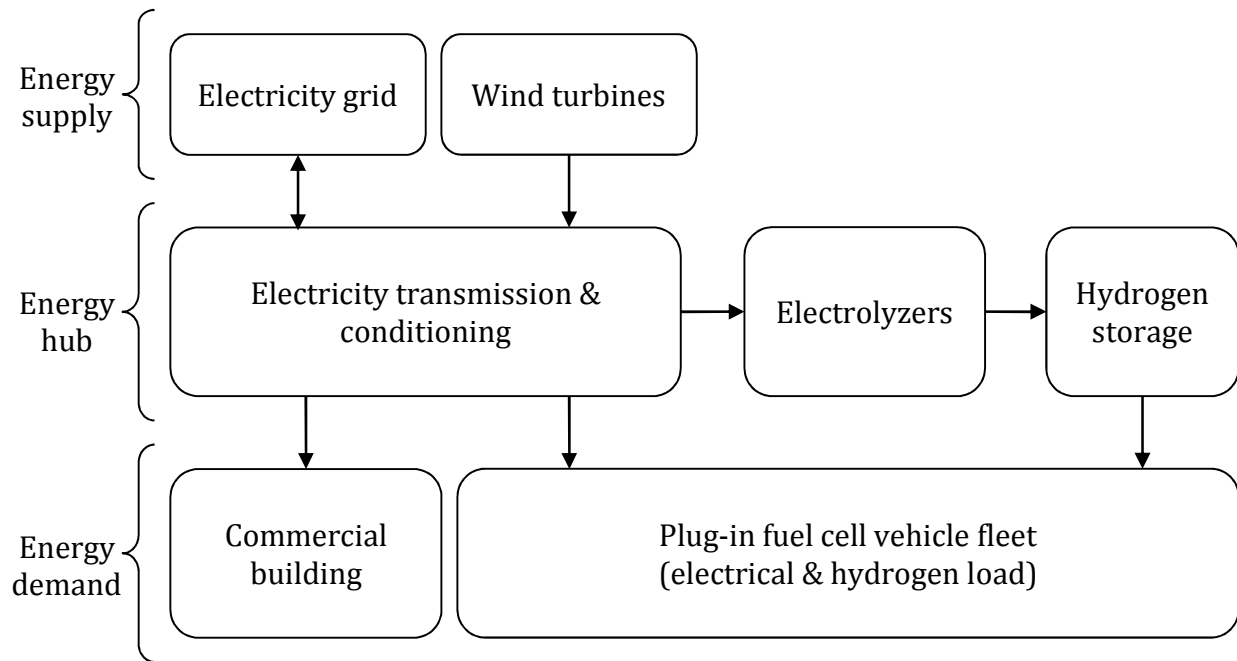 Energy
supply
Electricity grid
Wind turbines
Energy
hub
Electricity transmission &
conditioning
Electrolyzers
Hydrogen
storage
Energy
demand
Commercial
building
Plug-in fuel cell vehicle fleet
(electrical & hydrogen load)